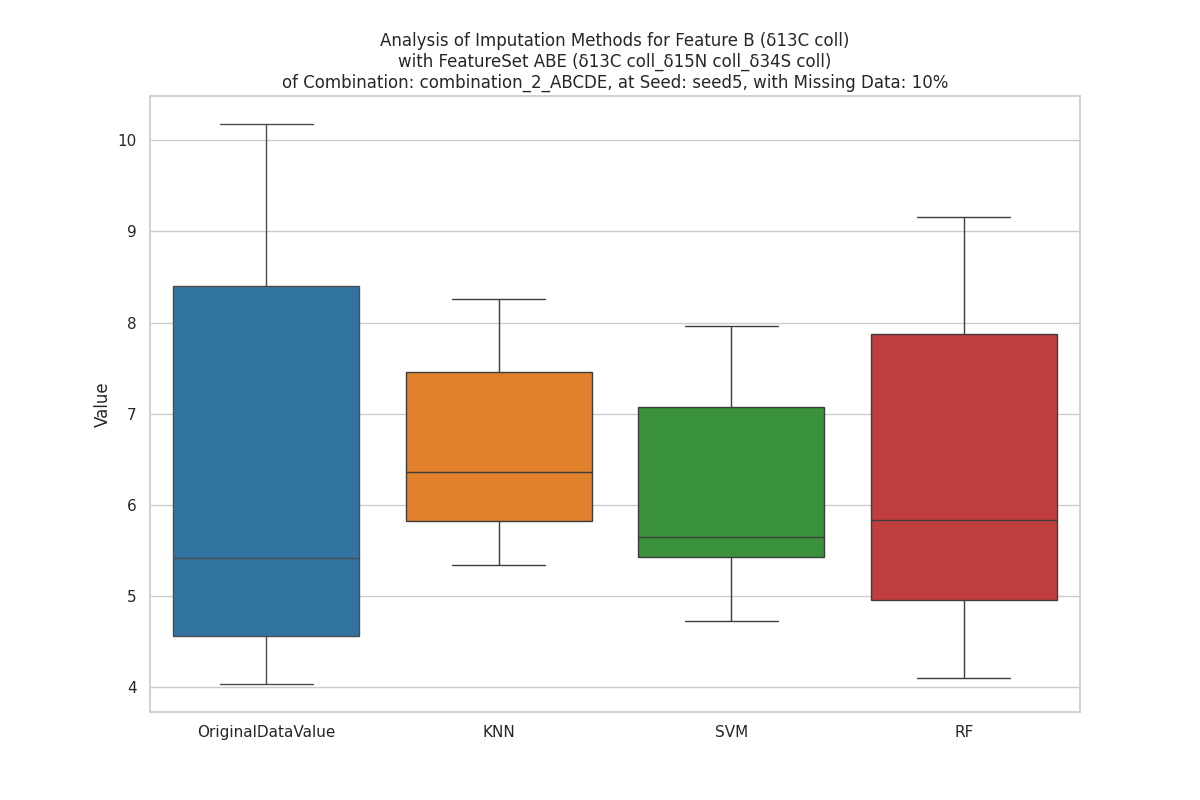 Analysis of Imputation Methods for Feature B (δ13C coll)
with FeatureSet ABE (δ13C coll_δ15N coll_δ34S coll)
of Combination: combination_2_ABCDE, at Seed: seed5, with Missing Data: 10%
10
9
8
7
6
5
4
Value
OriginalDataValue
KNN
SVM
RF